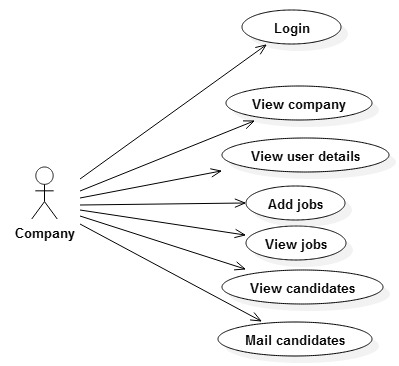 Login
View company
View user details
Add jobs
Company
View jobs
View candidates
Mail candidates